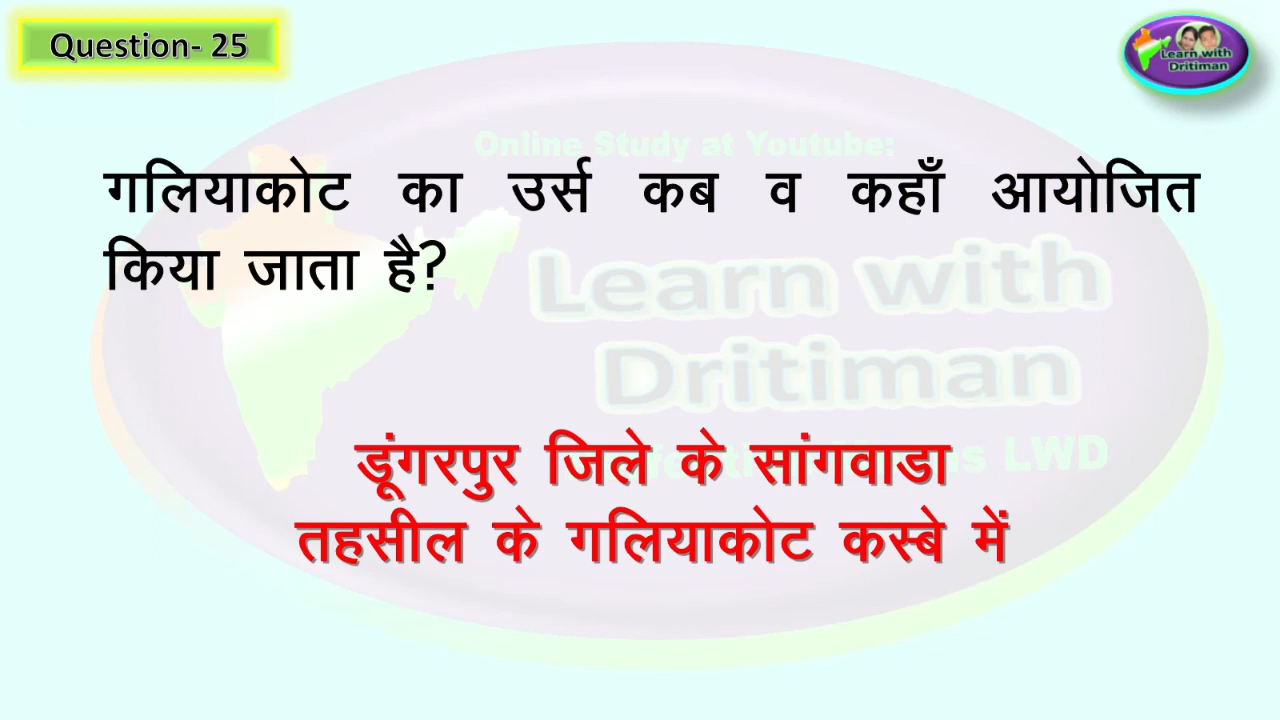 Question- 25
Learn with
Dritiman
Online Study at Youtube:
गलियाकोट का उर्स कब व कहाँ आयोजित
किया जाता है?
Learn with
Dritiman
डूंगरपुर जिले के सांगवाडा
LWD
तहसील के गलियाकोट कस्बे में